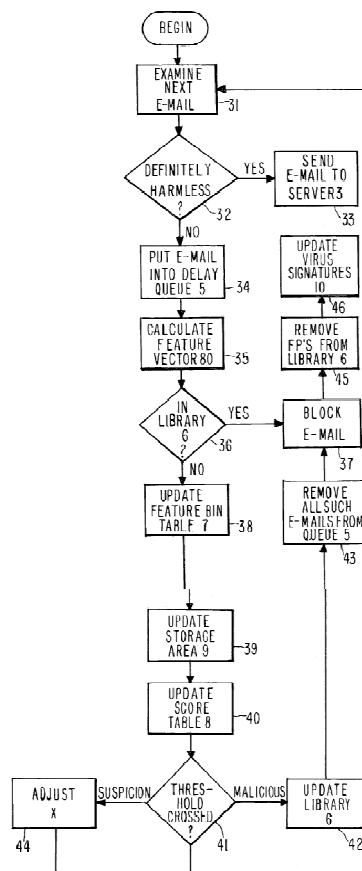 BEGIN
EXAMINE
NEXT
E-MAIL
31
DEFINITELY
HARMLESS
?
32
YES
SEND
E-MAIL TO
SERVER 3
33
NO
PUT E-MAIL
INTO DELAY
QUEUE 5
34
UPDATE
VIRUS
SIGNATURES
10
46
CALCULATE
FEATURE
VECTOR 80
35
REMOVE
FP'S FROM
LIBRARY 6
45
IN
LIBRARY
6
?
36
YES
BLOCK
E-MAIL
37
NO
UPDATE
FEATURE BIN
TABLE 7
38
REMOVE
ALL SUCH
E-MAILS FROM
QUEUE 5
43
UPDATE
STORAGE
AREA 9
39
UPDATE
SCORE
TABLE 8
40
ADJUST
X
44
SUSPICION
THRES-
HOLD
CROSSED
?
41
MALICIOUS
UPDATE
LIBRARY
6
42